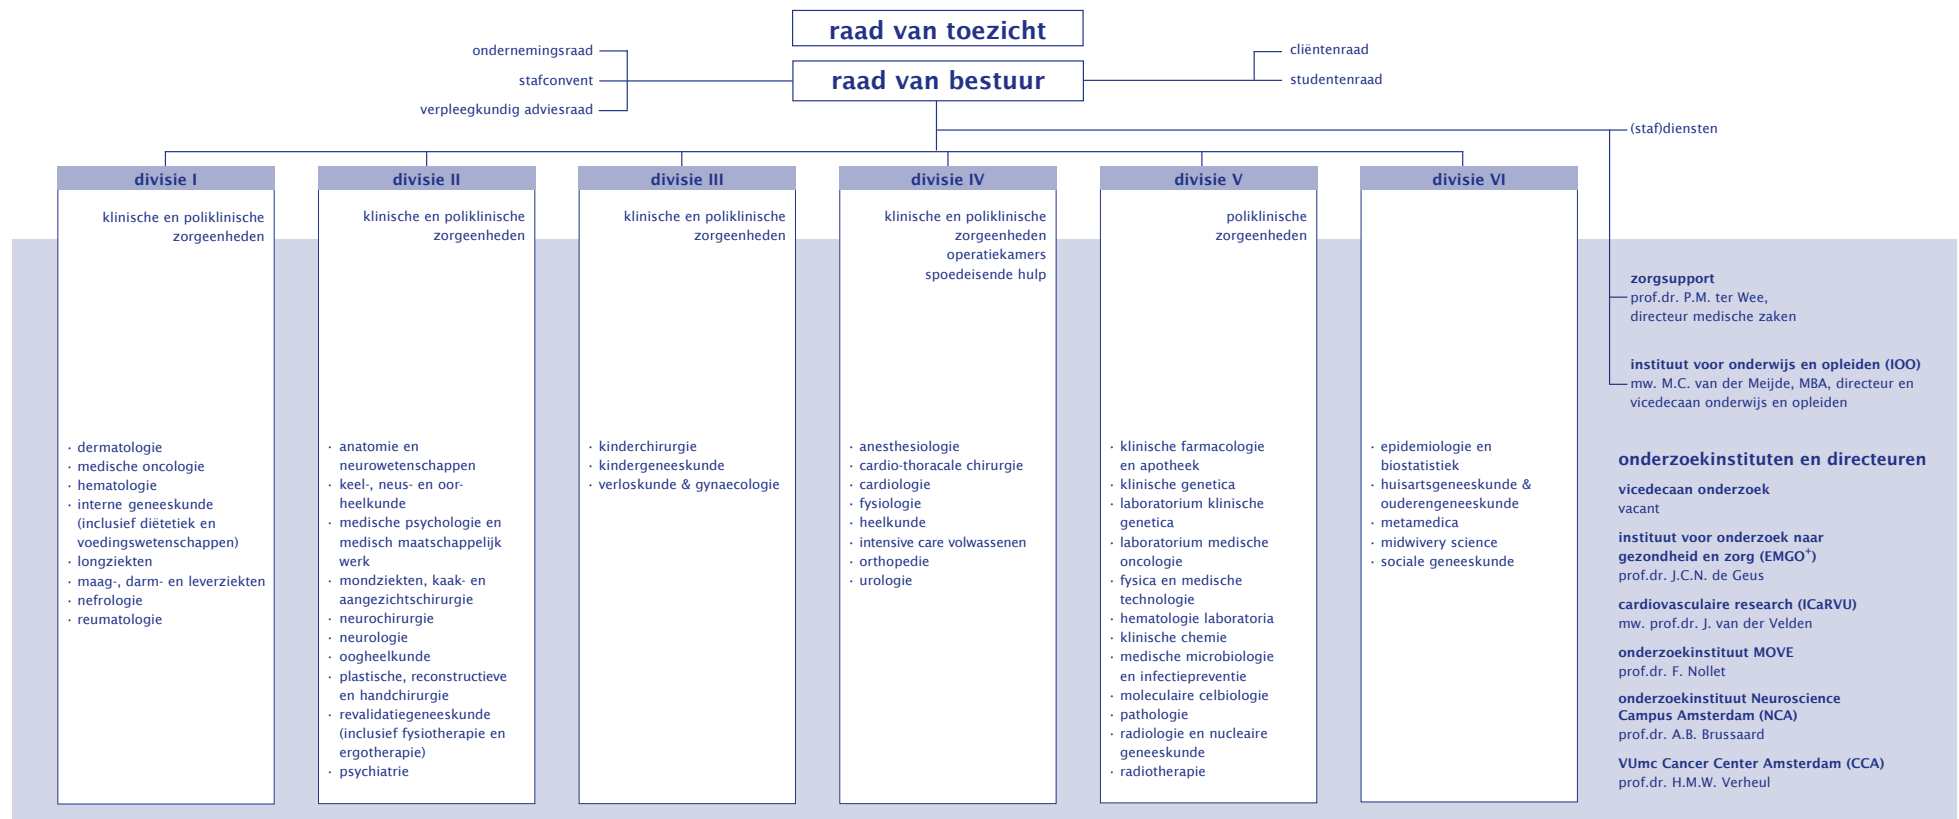 raad van toezicht
raad van bestuur
ondernemingsraad
stafconvent
verpleegkundig adviesraad
cliëntenraad
studentenraad
(staf)diensten
divisie I
klinische en poliklinische
zorgeenheden
· dermatologie
· medische oncologie
· hematologie
· interne geneeskunde
(inclusief diëtetiek en
voedingswetenschappen)
· longziekten
· maag-, darm- en leverziekten
· nefrologie
· reumatologie
divisie II
klinische en poliklinische
zorgeenheden
· anatomie en
neurowetenschappen
· keel-, neus- en oor-
heelkunde
· medische psychologie en
medisch maatschappelijk
werk
· mondziekten, kaak- en
aangezichtschirurgie
· neurochirurgie
· neurologie
· oogheelkunde
· plastische, reconstructieve
en handchirurgie
· revalidatiegeneeskunde
(inclusief fysiotherapie en
ergotherapie)
· psychiatrie
divisie III
klinische en poliklinische
zorgeenheden
· kinderchirurgie
· kindergeneeskunde
· verloskunde & gynaecologie
divisie IV
klinische en poliklinische
zorgeenheden
operatiekamers
spoedeisende hulp
· anesthesiologie
· cardio-thoracale chirurgie
· cardiologie
· fysiologie
· heelkunde
· intensive care volwassenen
· orthopedie
· urologie
divisie V
poliklinische
zorgeenheden
· klinische farmacologie
en apotheek
· klinische genetica
· laboratorium klinische
genetica
· laboratorium medische
oncologie
· fysica en medische
technologie
· hematologie laboratoria
· klinische chemie
· medische microbiologie
en infectiepreventie
· moleculaire celbiologie
· pathologie
· radiologie en nucleaire
geneeskunde
· radiotherapie
divisie VI
· epidemiologie en
biostatistiek
· huisartsgeneeskunde &
ouderengeneeskunde
· metamedica
· midwivery science
· sociale geneeskunde
zorgsupport
prof.dr. P.M. ter Wee,
directeur medische zaken
instituut voor onderwijs en opleiden (IOO)
mw. M.C. van der Meijde, MBA, directeur en
vicedecaan onderwijs en opleiden
onderzoekinstituten en directeuren
vicedecaan onderzoek
vacant
instituut voor onderzoek naar
gezondheid en zorg (EMGO+)
prof.dr. J.C.N. de Geus
cardiovasculaire research (ICaRVU)
mw. prof.dr. J. van der Velden
onderzoekinstituut MOVE
prof.dr. F. Nollet
onderzoekinstituut Neuroscience
Campus Amsterdam (NCA)
prof.dr. A.B. Brussaard
VUmc Cancer Center Amsterdam (CCA)
prof.dr. H.M.W. Verheul